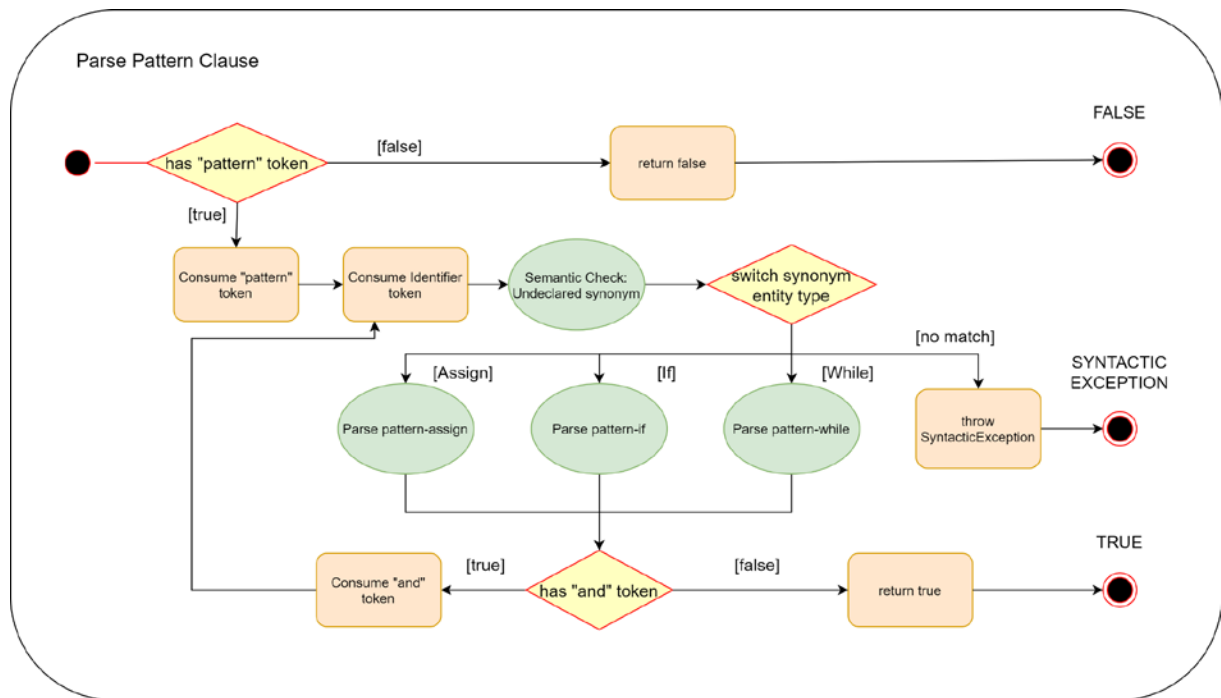 Parse Pattern Clause
FALSE
has "pattern" token
[false]
return false
[true]
Consume "pattern"
token
Consume Identifier
token
Semantic Check:
Undeclared synonym
switch synonym
entity type
[no match]
[Assign]
[If]
[While]
SYNTACTIC
EXCEPTION
Parse pattern-assign
Parse pattern-if
Parse pattern-while
throw
SyntacticException
TRUE
[true]
[false]
Consume "and"
token
has "and" token
return true